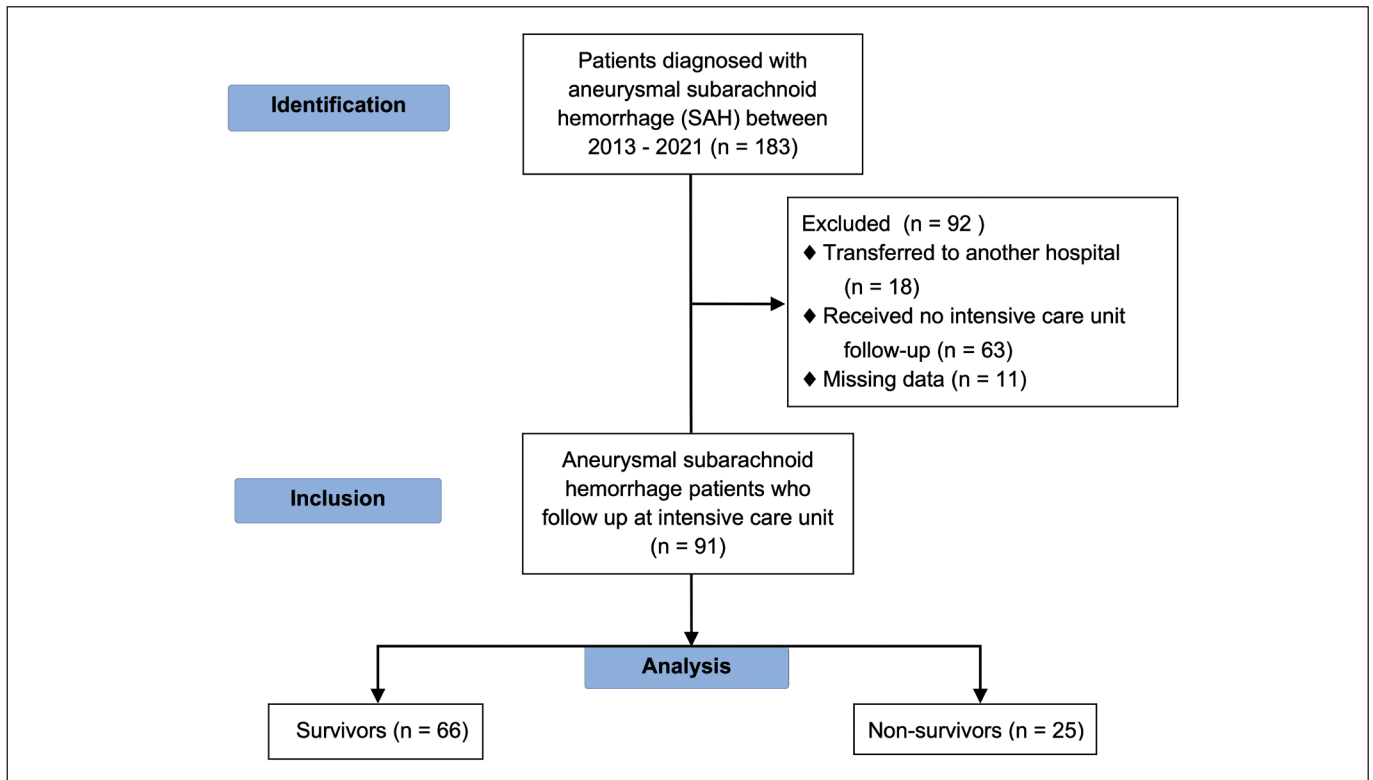 Identification
Patients diagnosed with
aneurysmal subarachnoid
hemorrhage (SAH) between
2013 - 2021 (n = 183)
Excluded (n = 92 )
♦ Transferred to another hospital
(n = 18)
♦ Received no intensive care unit
follow-up (n = 63)
♦ Missing data (n = 11)
Inclusion
Aneurysmal subarachnoid
hemorrhage patients who
follow up at intensive care unit
(n = 91)
Analysis
Survivors (n = 66)
Non-survivors (n = 25)